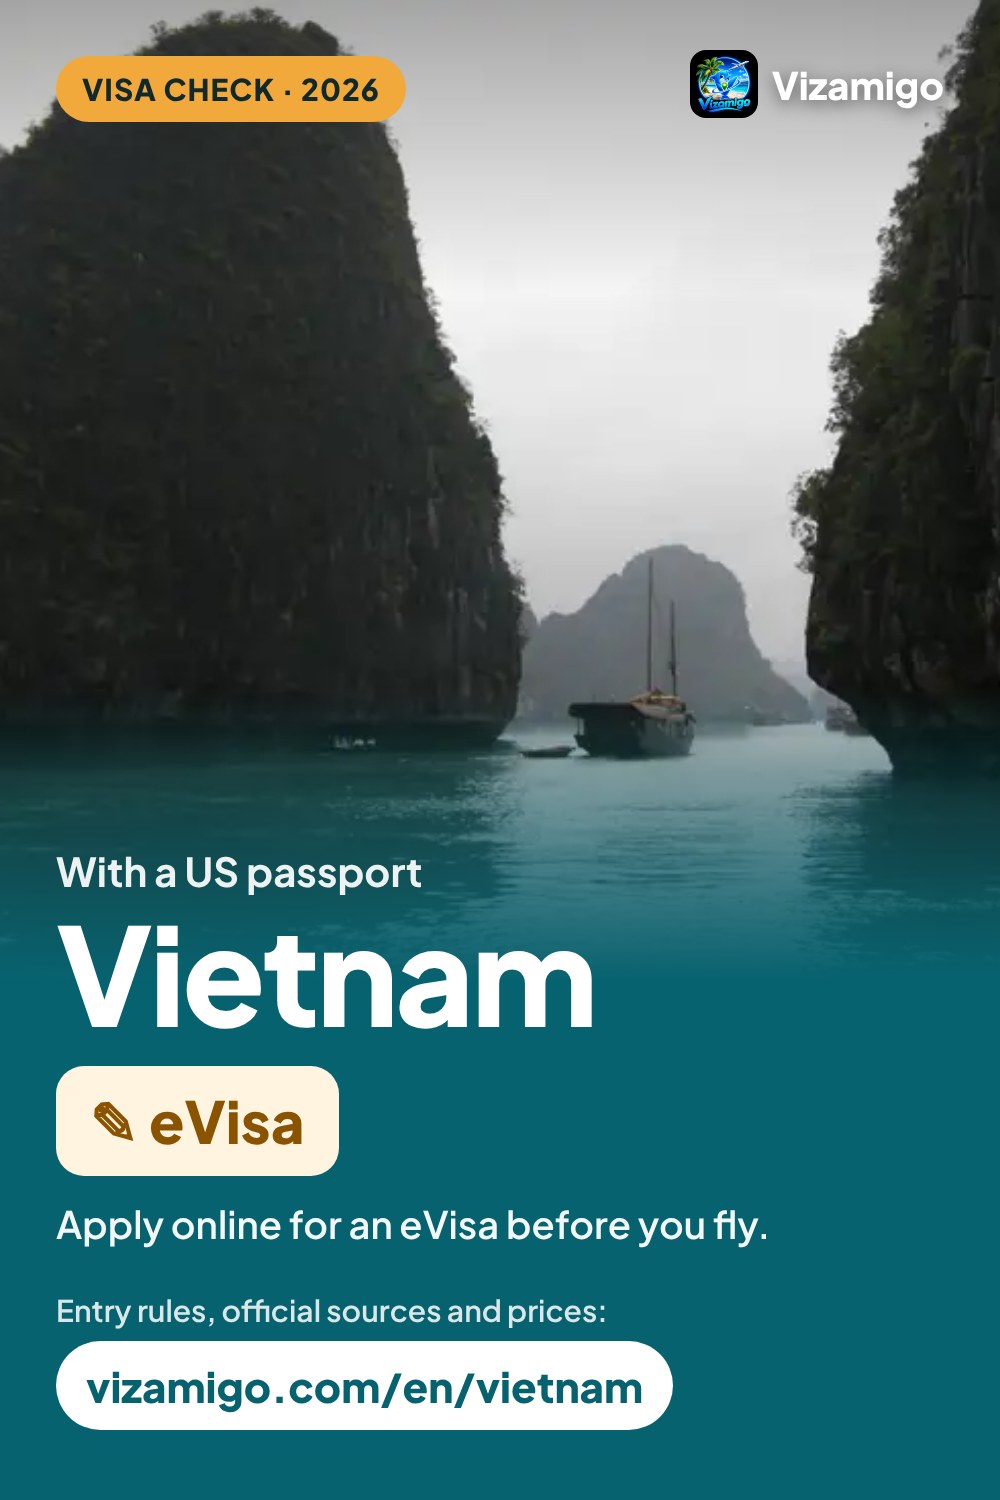 VISA CHECK · 2026
Vizamigo
Vizamigo
With a US passport
Vietnam
✎ eVisa
Apply online for an eVisa before you fly.
Entry rules, official sources and prices:
vizamigo.com/en/vietnam